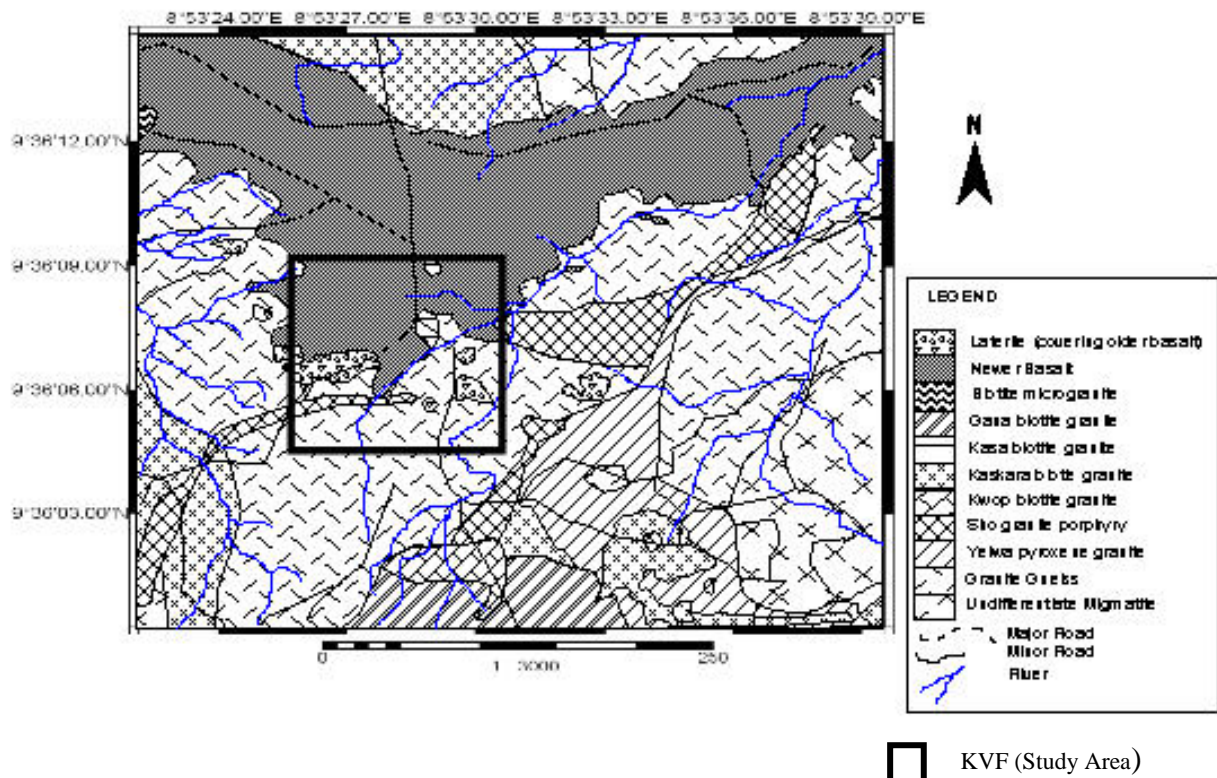 8°53'24.00"E 8°53'27.00"E 8°53'30.00"E 8°53'33.00"E 8°53'36.00"E 8°53'39.00"E
9°36'12.00"N
N
9°36'09.00"N
LEGEND
Laterite (covering older basalt)
Newer Basalt
9°36'06.00"N
Biotite microgranite
Gana biotite granite
Kasa biotite granite
Kaskara biotite granite
Kwop biotite granite
9°36'03.00"N
Sho granite porphyry
Yelwa pyroxene granite
Granite Gneiss
Undifferentiate Migmatite
Major Road
Minor Road
River
0 250
1 3000
KVF (Study Area)